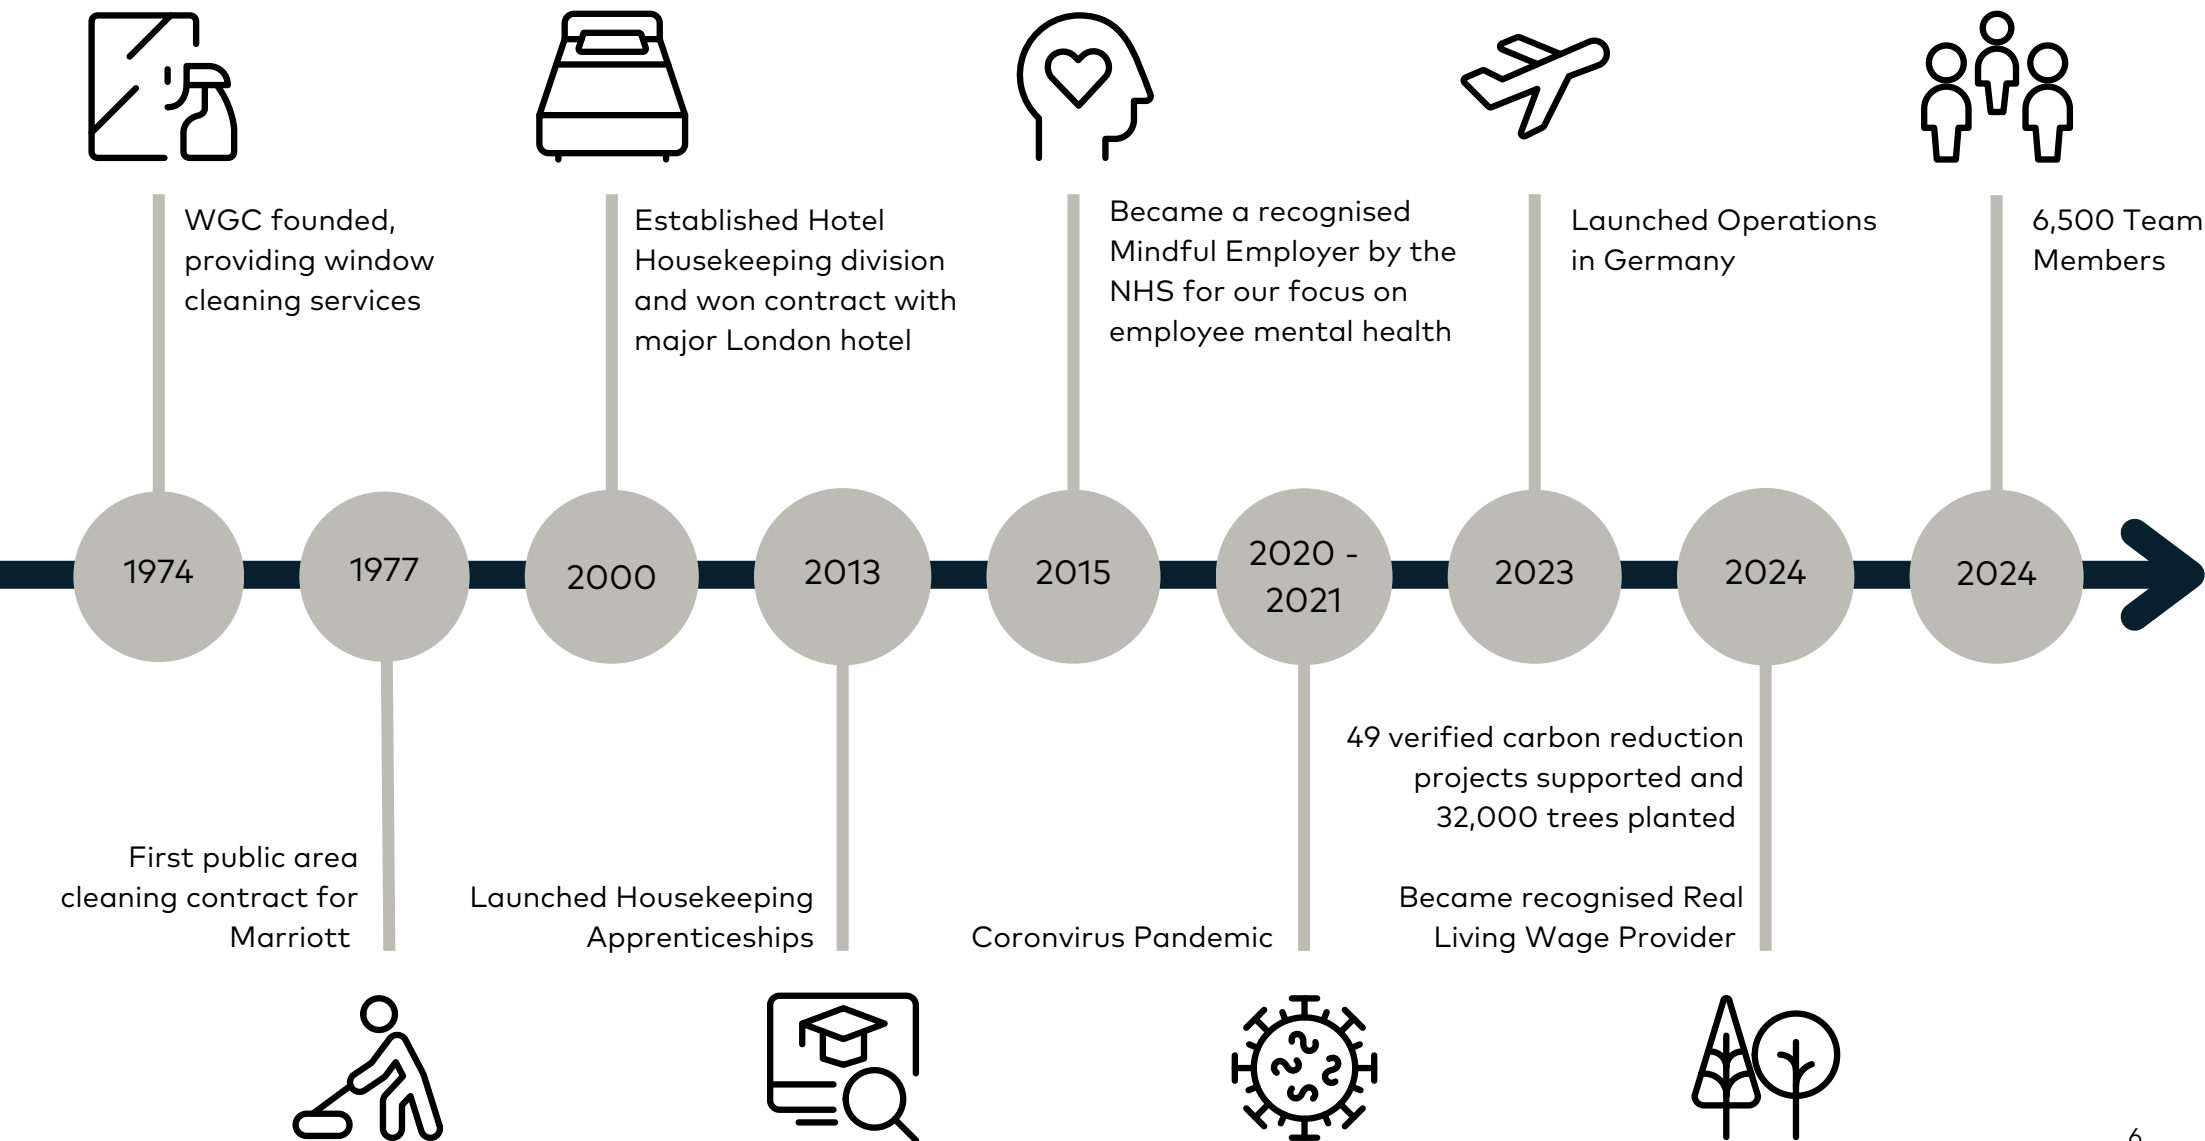 WGC founded,
providing window
cleaning services
Established Hotel
Housekeeping division
and won contract with
major London hotel
Became a recognised
Mindful Employer by the
NHS for our focus on
employee mental health
Launched Operations
in Germany
6,500 Team
Members
1974
1977
2000
2013
2015
2020 -
2021
2023
2024
2024
First public area
cleaning contract for
Marriott
Launched Housekeeping
Apprenticeships
Coronvirus Pandemic
49 verified carbon reduction
projects supported and
32,000 trees planted
Became recognised Real
Living Wage Provider
6